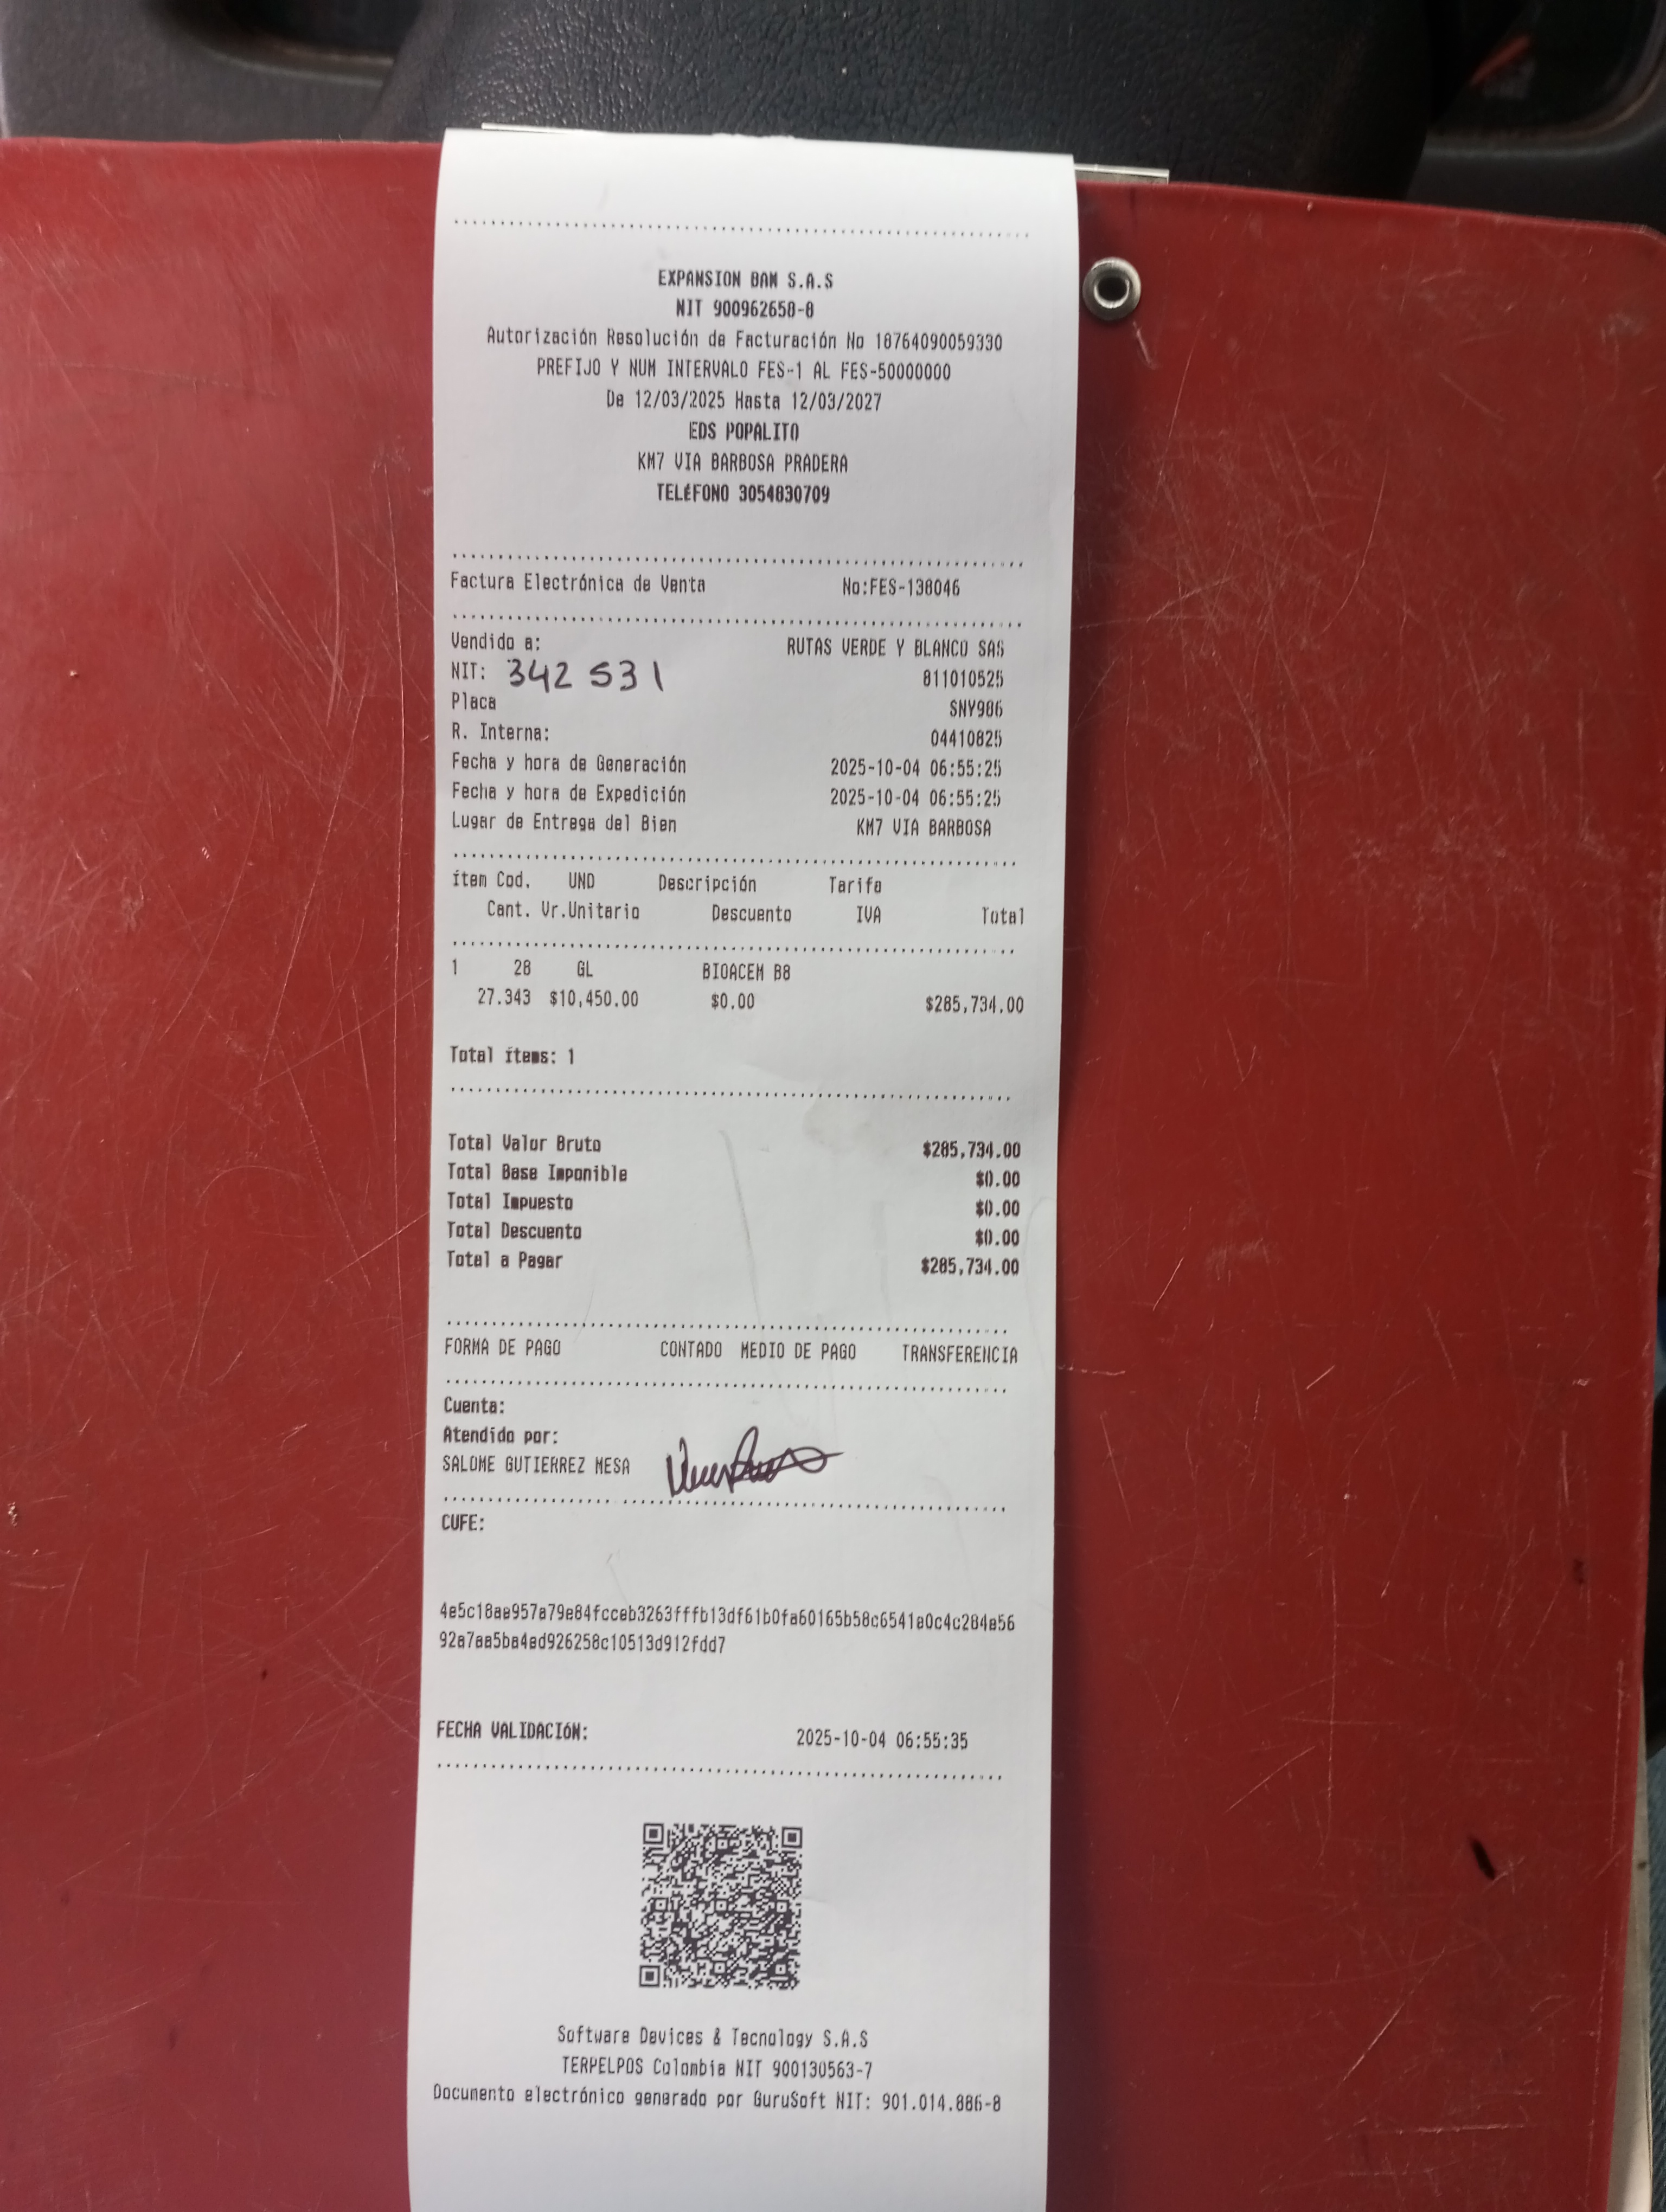 EXPANSION BAM S.A.S
NIT 900962658-8
Autorización Resolución de Facturación No 18764090059330
PREFIJO Y NUM INTERVALO FES-1 AL FES-50000000
De 12/03/2025 Hasta 12/03/2027
EDS POPALITO
KM7 VIA BARBOSA PRADERA
TELÉFONO 3054830709
Factura Electrónica de Venta No:FES-138046
Vendido a: RUTAS VERDE Y BLANCO SAS
NIT: 342 531 811010525
Placa SNY986
R. Interna: 04410825
Fecha y hora de Generación 2025-10-04 06:55:25
Fecha y hora de Expedición 2025-10-04 06:55:25
Lugar de Entrega del Bien KM7 VIA BARBOSA
ítem Cod. UND Descripción Tarifa
Cant. Vr.Unitario Descuento IVA Total
1 28 GL BIOACEM B8
27.343 $10,450.00 $0.00 $285,734.00
Total ítems: 1
Total Valor Bruto $285,734.00
Total Base Imponible $0.00
Total Impuesto $0.00
Total Descuento $0.00
Total a Pagar $285,734.00
FORMA DE PAGO CONTADO MEDIO DE PAGO TRANSFERENCIA
Cuenta:
Atendido por:
SALOME GUTIERREZ MESA
CUFE:
4e5c18ae957a79e84fcceb3263fffb13df61b0fa60165b58c6541e0c4c284e56
92a7aa5ba4ed926258c10513d912fdd7
FECHA VALIDACIÓN: 2025-10-04 06:55:35
Software Devices & Tecnology S.A.S
TERPELPOS Colombia NIT 900130563-7
Documento electrónico generado por GuruSoft NIT: 901.014.886-8